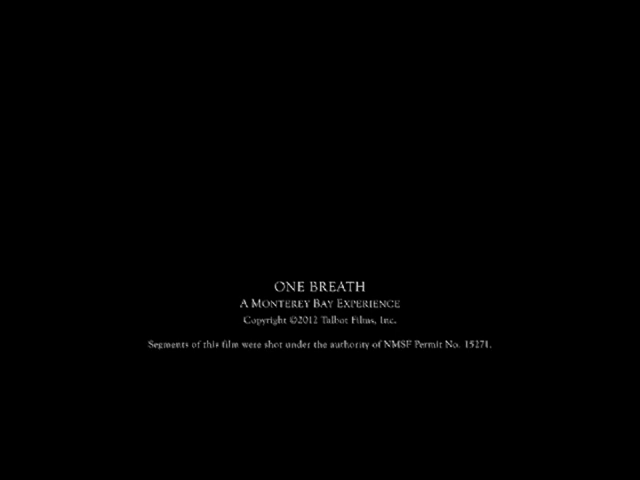 ONE BREATH
A MONTEREY BAY EXPERIENCE
Copyright ©2012 Talbot Films, Inc.
Segments of this film were shot under the authority of NMSF Permit No. 15271.